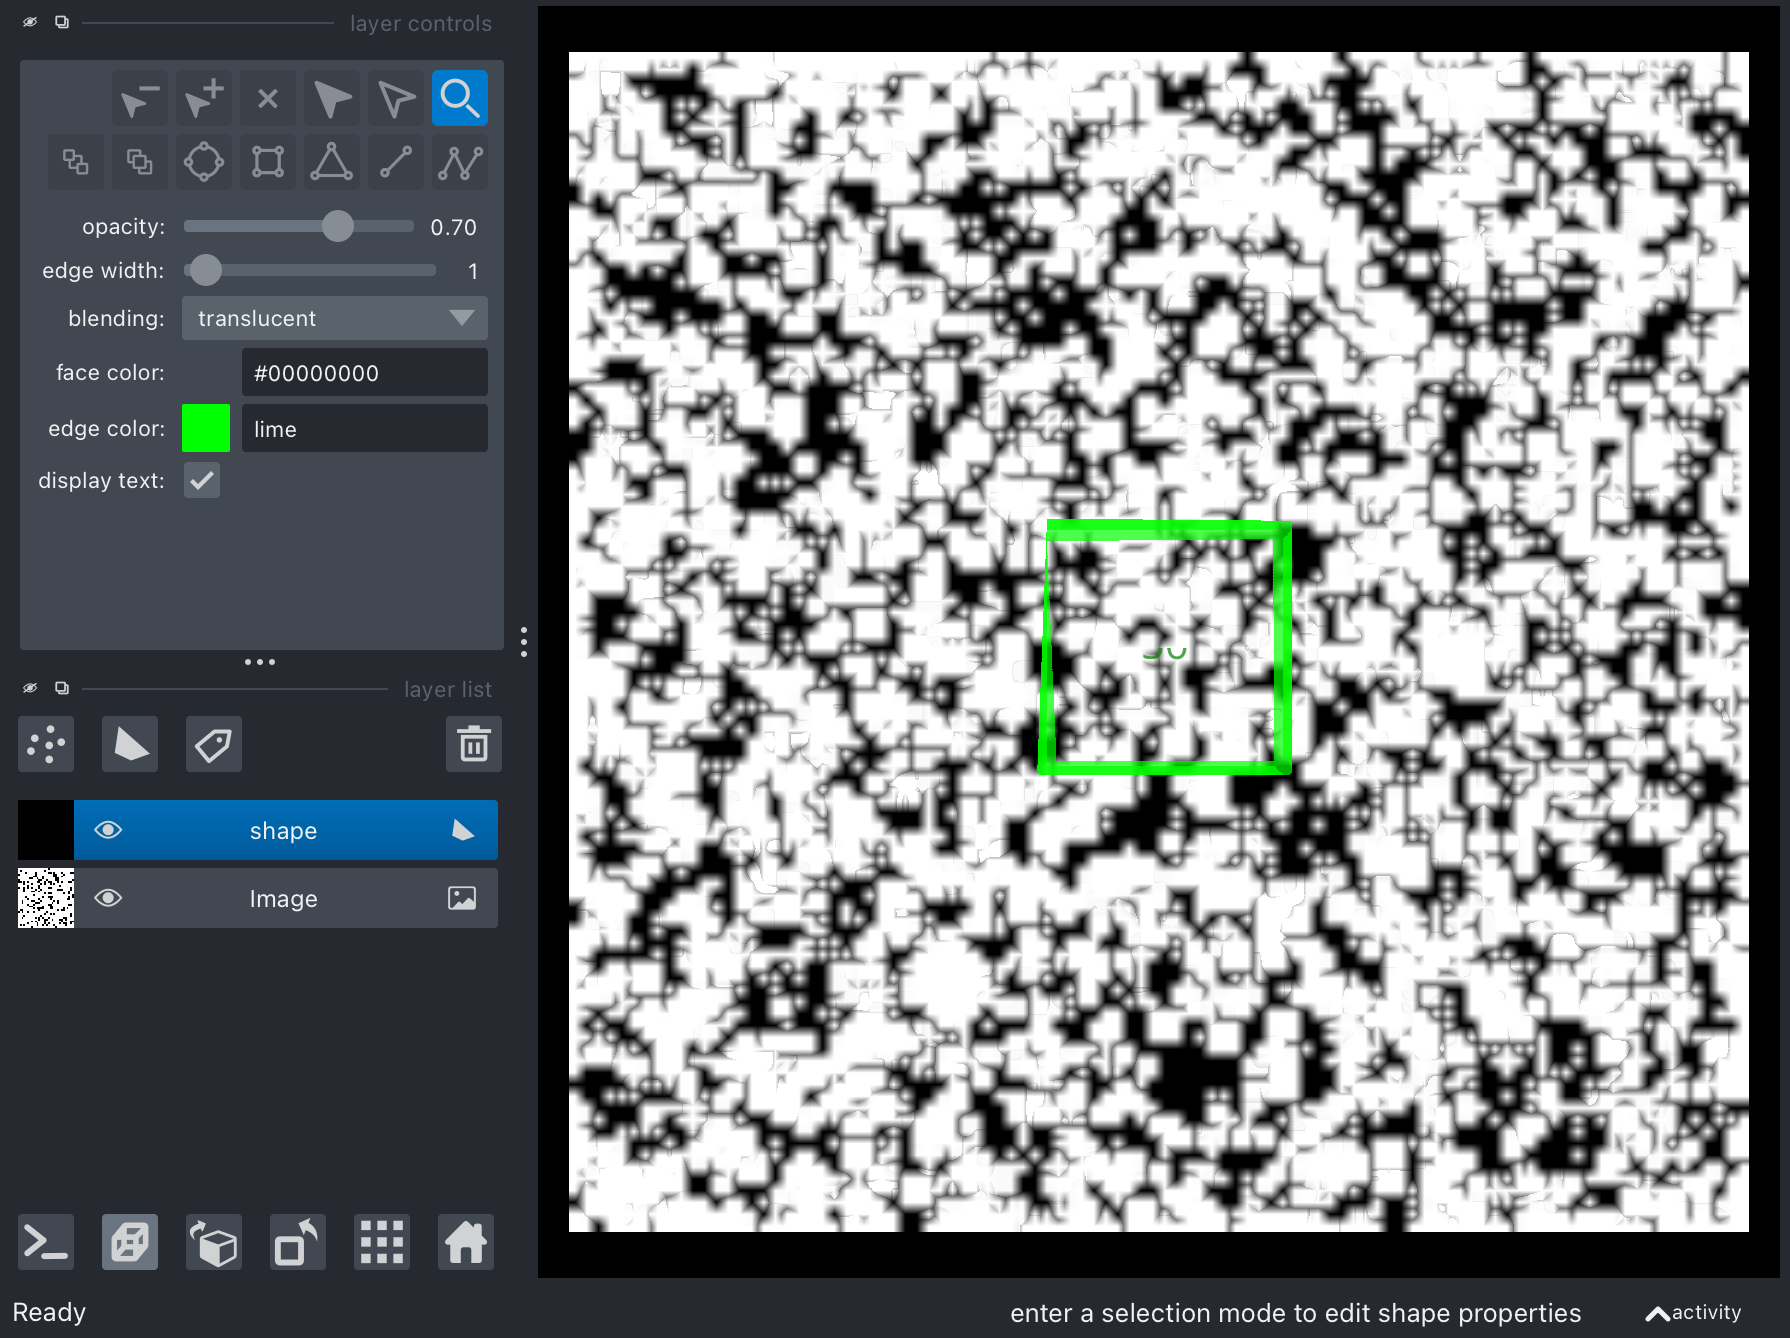 layer controls
opacity: 0.70
edge width: 1
blending: translucent
face color: #00000000
edge color: lime
display text:
layer list
shape
Image
Ready
enter a selection mode to edit shape properties
activity